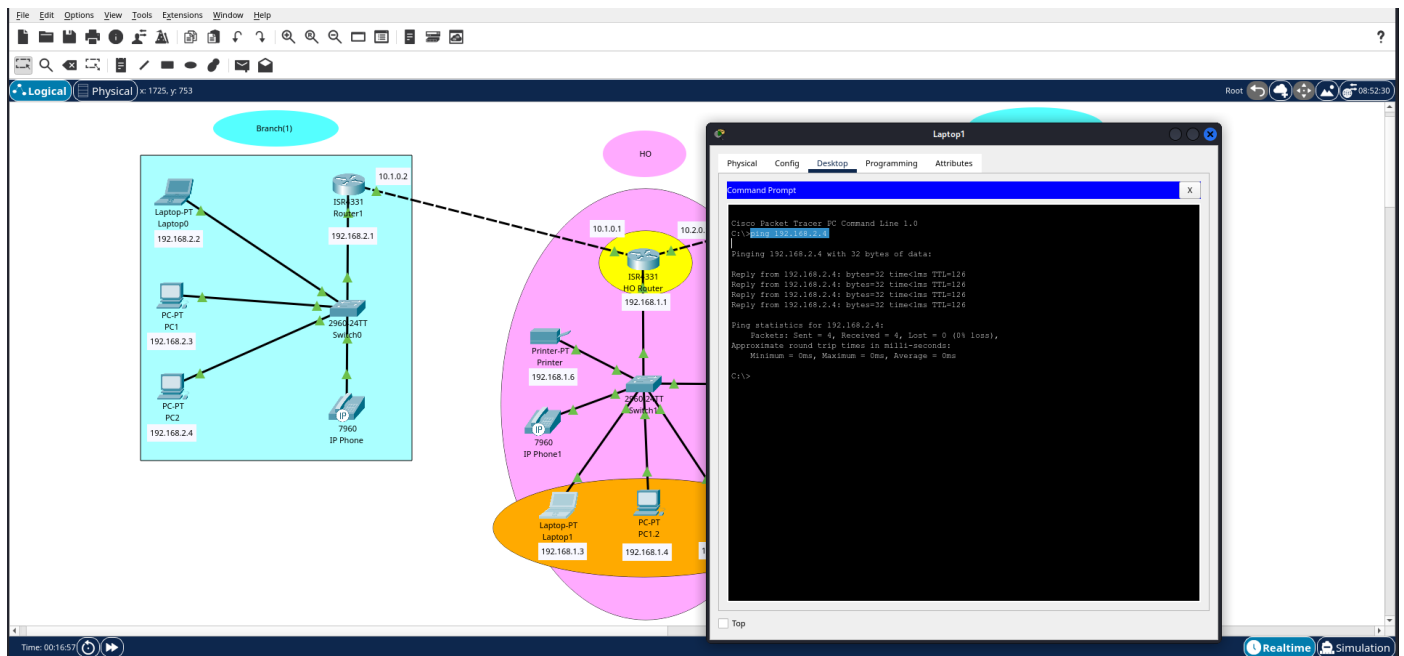 File Edit Options View Tools Extensions Window Help
?
Logical Physical x: 1725, y: 753
Root 08:52:30
Branch(1)
HO
10.1.0.2
ISR4331
Router1
Laptop-PT
Laptop0
192.168.2.2
192.168.2.1
PC-PT
PC1
192.168.2.3
2960-24TT
Switch0
PC-PT
PC2
192.168.2.4
IP
7960
IP Phone
10.1.0.1
10.2.0.
ISR4331
HO Router
192.168.1.1
Printer-PT
Printer
192.168.1.6
2960-24TT
Switch1
IP
7960
IP Phone1
Laptop-PT
Laptop1
192.168.1.3
PC-PT
PC1.2
192.168.1.4
1
Laptop1
Physical Config Desktop Programming Attributes
Command Prompt
X
Cisco Packet Tracer PC Command Line 1.0
C:\>ping 192.168.2.4
Pinging 192.168.2.4 with 32 bytes of data:
Reply from 192.168.2.4: bytes=32 time<1ms TTL=126
Reply from 192.168.2.4: bytes=32 time<1ms TTL=126
Reply from 192.168.2.4: bytes=32 time<1ms TTL=126
Reply from 192.168.2.4: bytes=32 time<1ms TTL=126
Ping statistics for 192.168.2.4:
Packets: Sent = 4, Received = 4, Lost = 0 (0% loss),
Approximate round trip times in milli-seconds:
Minimum = 0ms, Maximum = 0ms, Average = 0ms
C:\>
Top
Time: 00:16:57
Realtime Simulation